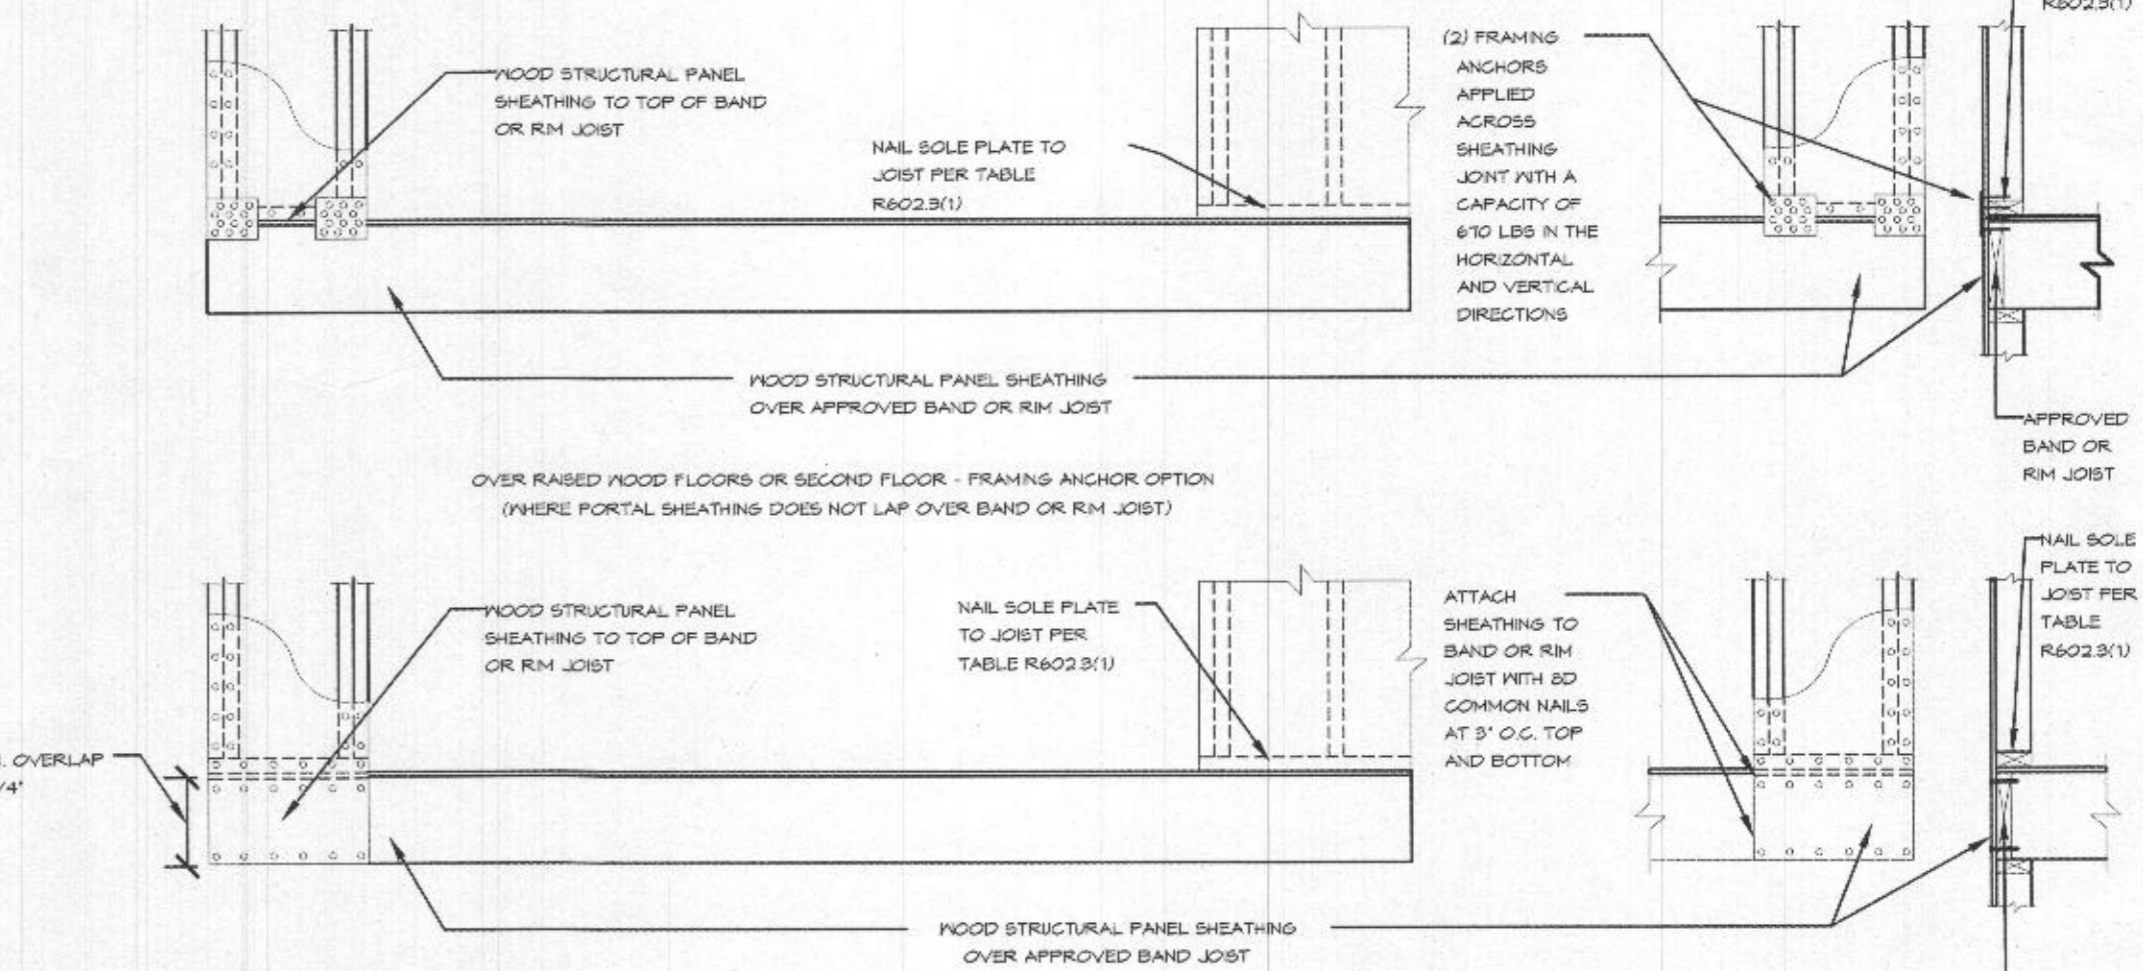 R602.3(1)
WOOD STRUCTURAL PANEL
SHEATHING TO TOP OF BAND
OR RIM JOIST
NAIL SOLE PLATE TO
JOIST PER TABLE
R602.3(1)
(2) FRAMING
ANCHORS
APPLIED
ACROSS
SHEATHING
JOINT WITH A
CAPACITY OF
670 LBS IN THE
HORIZONTAL
AND VERTICAL
DIRECTIONS
WOOD STRUCTURAL PANEL SHEATHING
OVER APPROVED BAND OR RIM JOIST
APPROVED
BAND OR
RIM JOIST
OVER RAISED WOOD FLOORS OR SECOND FLOOR - FRAMING ANCHOR OPTION
(WHERE PORTAL SHEATHING DOES NOT LAP OVER BAND OR RIM JOIST)
WOOD STRUCTURAL PANEL
SHEATHING TO TOP OF BAND
OR RIM JOIST
NAIL SOLE PLATE
TO JOIST PER
TABLE R602.3(1)
ATTACH
SHEATHING TO
BAND OR RIM
JOIST WITH 8D
COMMON NAILS
AT 3" O.C. TOP
AND BOTTOM
NAIL SOLE
PLATE TO
JOIST PER
TABLE
R602.3(1)
. OVERLAP
/4"
WOOD STRUCTURAL PANEL SHEATHING
OVER APPROVED BAND JOIST